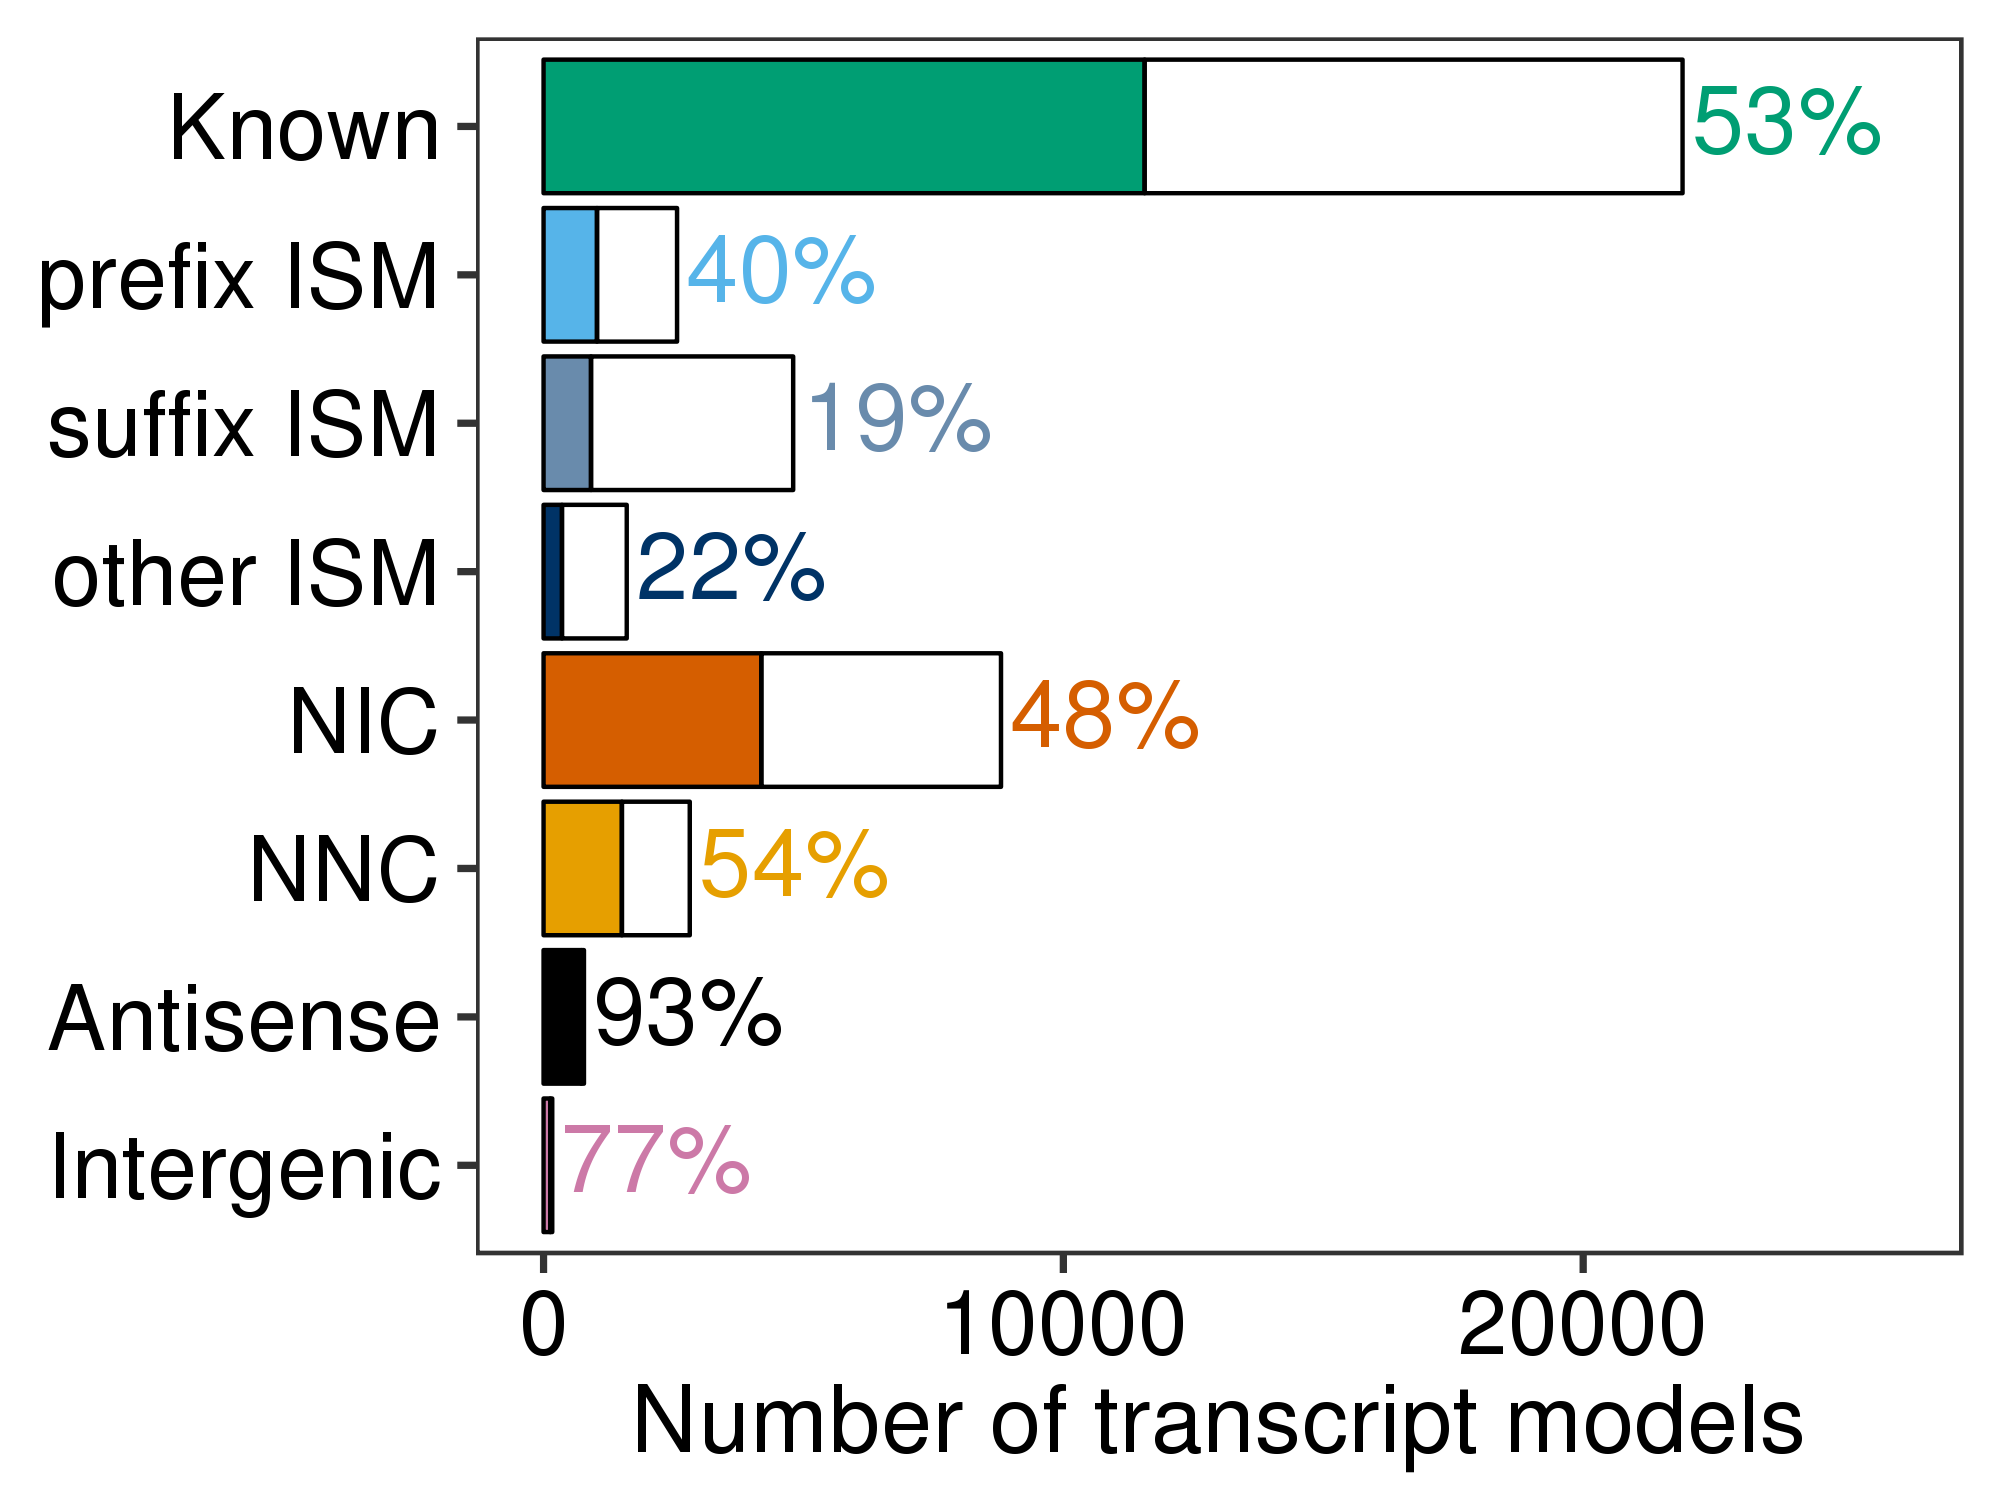 Known 53%
prefix ISM 40%
suffix ISM 19%
other ISM 22%
NIC 48%
NNC 54%
Antisense 93%
Intergenic 77%
0 10000 20000
Number of transcript models